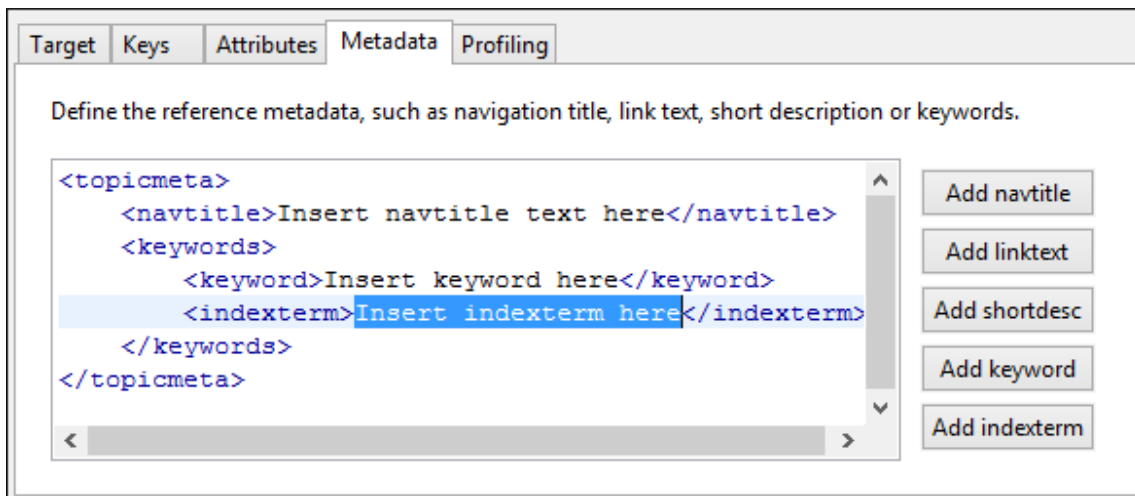 Target Keys Attributes Metadata Profiling
Define the reference metadata, such as navigation title, link text, short description or keywords.
<topicmeta>
<navtitle>Insert navtitle text here</navtitle>
<keywords>
<keyword>Insert keyword here</keyword>
<indexterm>Insert indexterm here</indexterm>
</keywords>
</topicmeta>
Add navtitle
Add linktext
Add shortdesc
Add keyword
Add indexterm